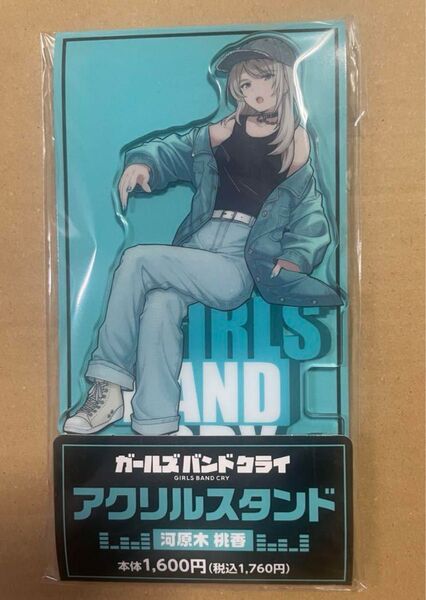 GIRLS
BAND
CRY
ガールズバンドクライ
GIRLS BAND CRY
アクリルスタンド
河原木 桃香
本体1,600円(税込1,760円)